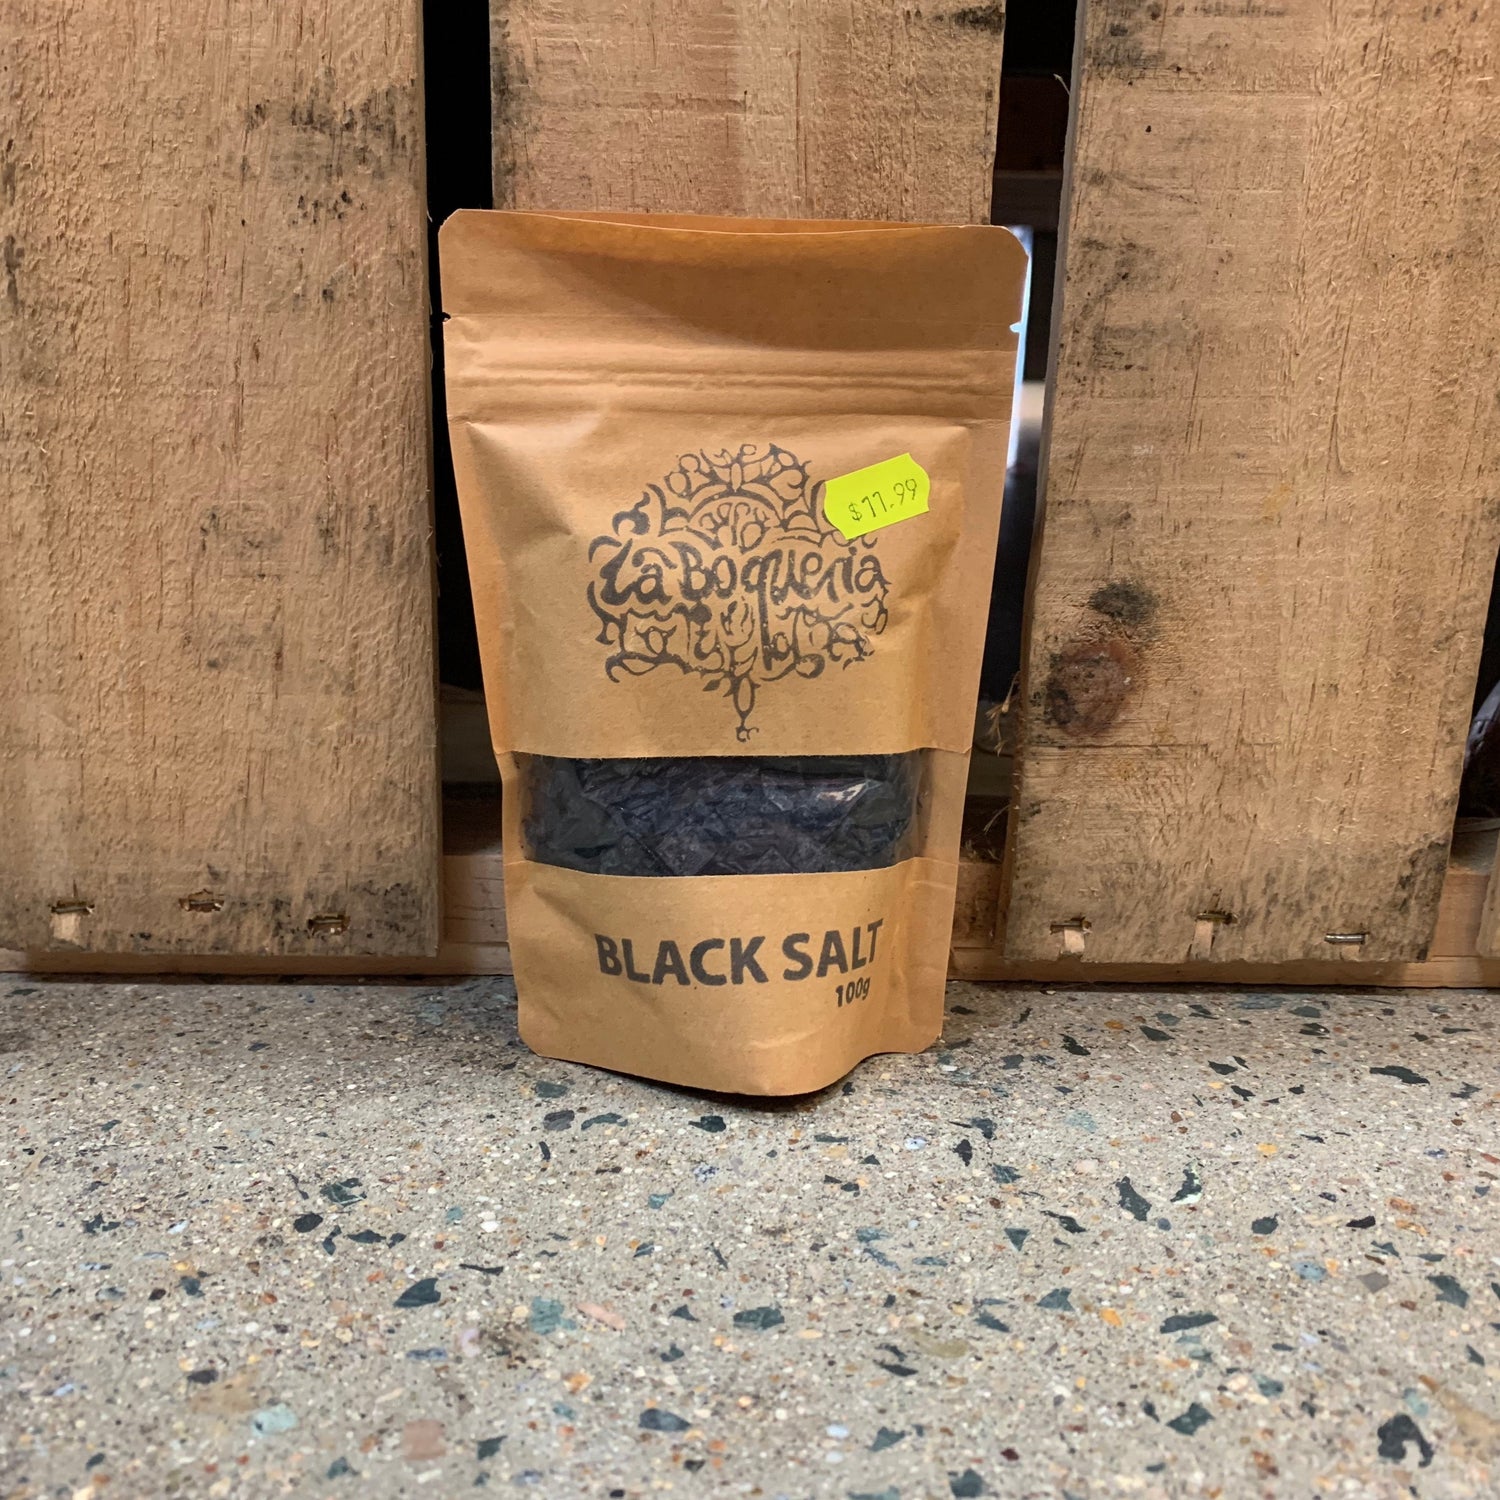 $11.99
La Boqueria
BLACK SALT
100g